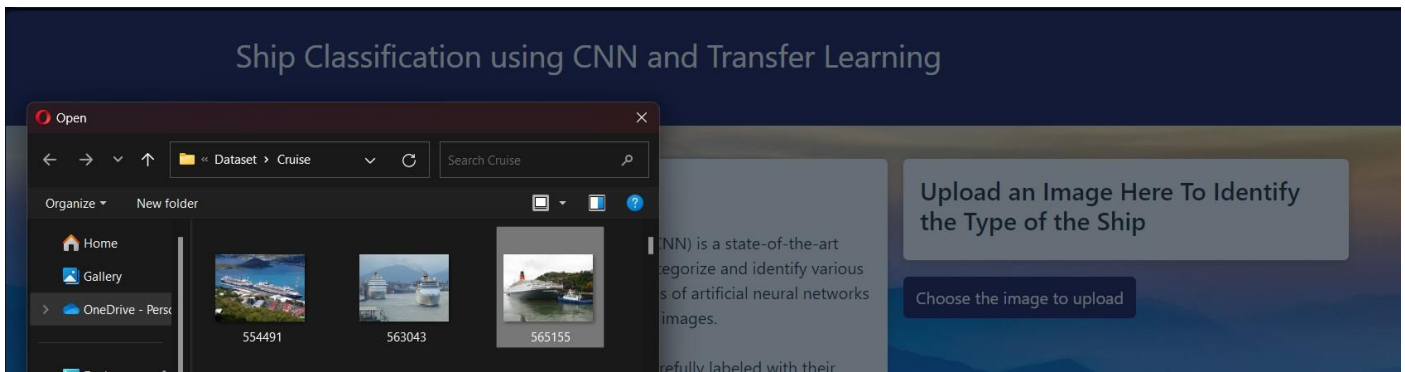 Ship Classification using CNN and Transfer Learning
Open
« Dataset > Cruise
Search Cruise
Organize
New folder
Home
Gallery
OneDrive - Perso
554491
563043
565155
(CNN) is a state-of-the-art
tegorize and identify various
s of artificial neural networks
images.
refully labeled with their
Upload an Image Here To Identify
the Type of the Ship
Choose the image to upload